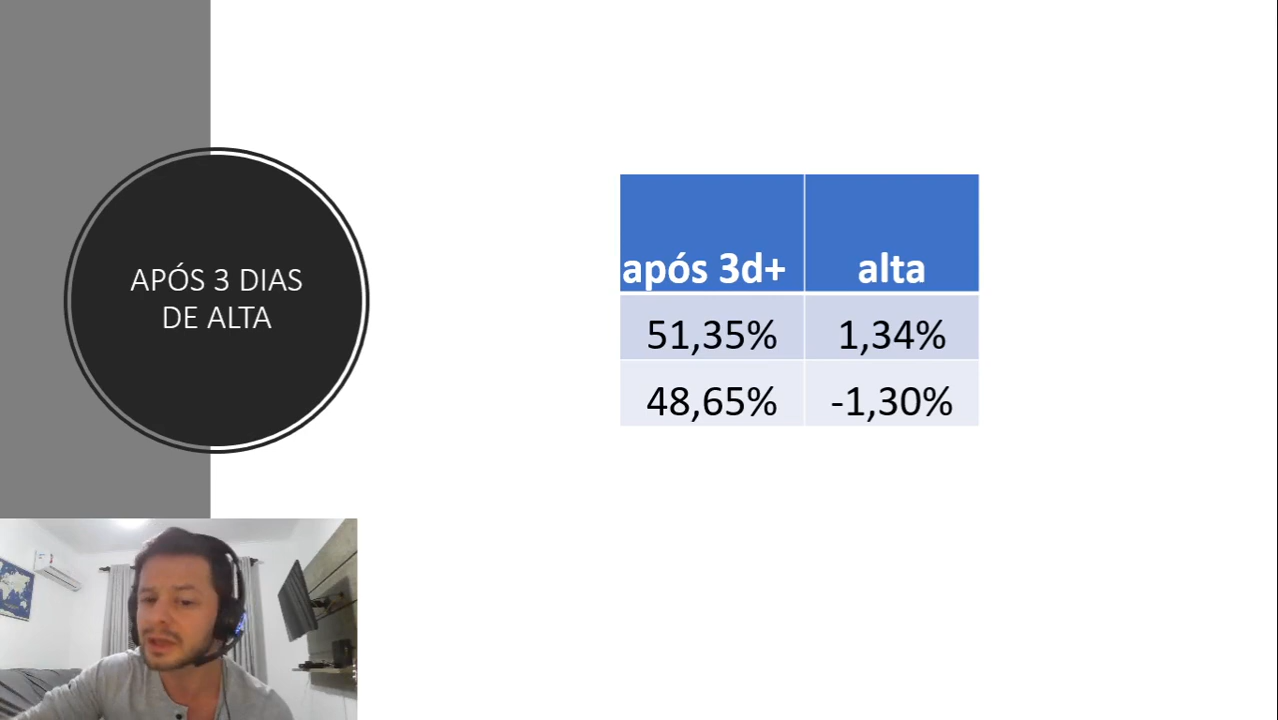 APÓS 3 DIAS
DE ALTA
após 3d+ alta
51,35% 1,34%
48,65% -1,30%